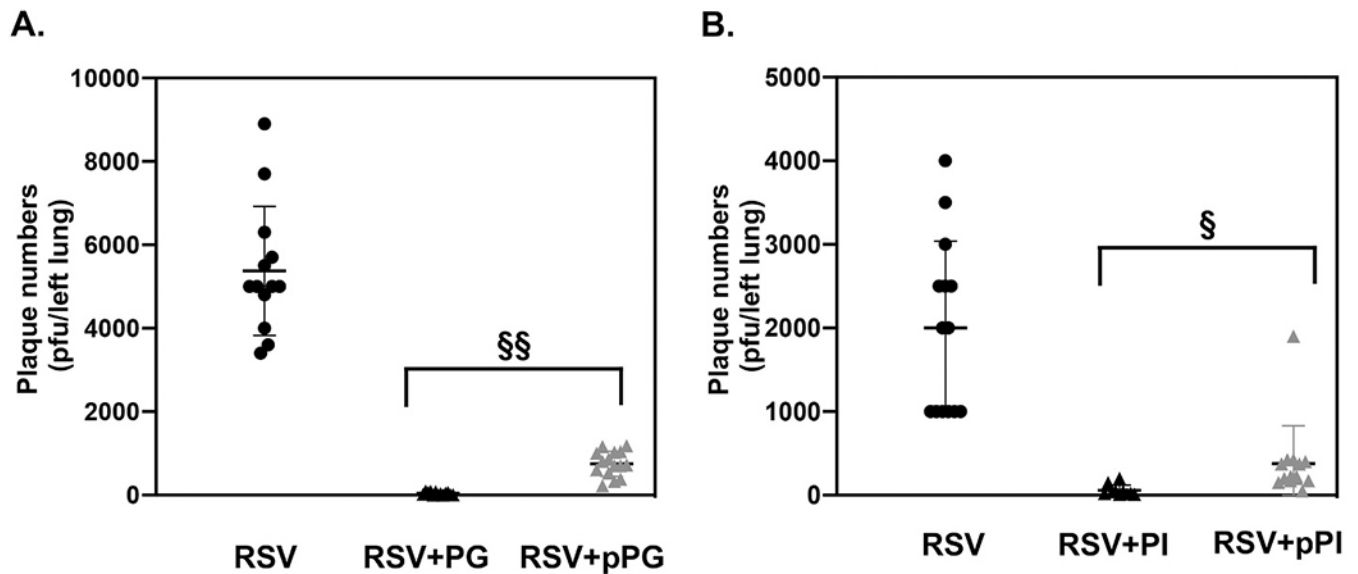 A.
Plaque numbers
(pfu/left lung)
10000
8000
6000
4000
2000
0
§§
RSV
RSV+PG
RSV+pPG
B.
Plaque numbers
(pfu/left lung)
5000
4000
3000
2000
1000
0
§
RSV
RSV+PI
RSV+pPI